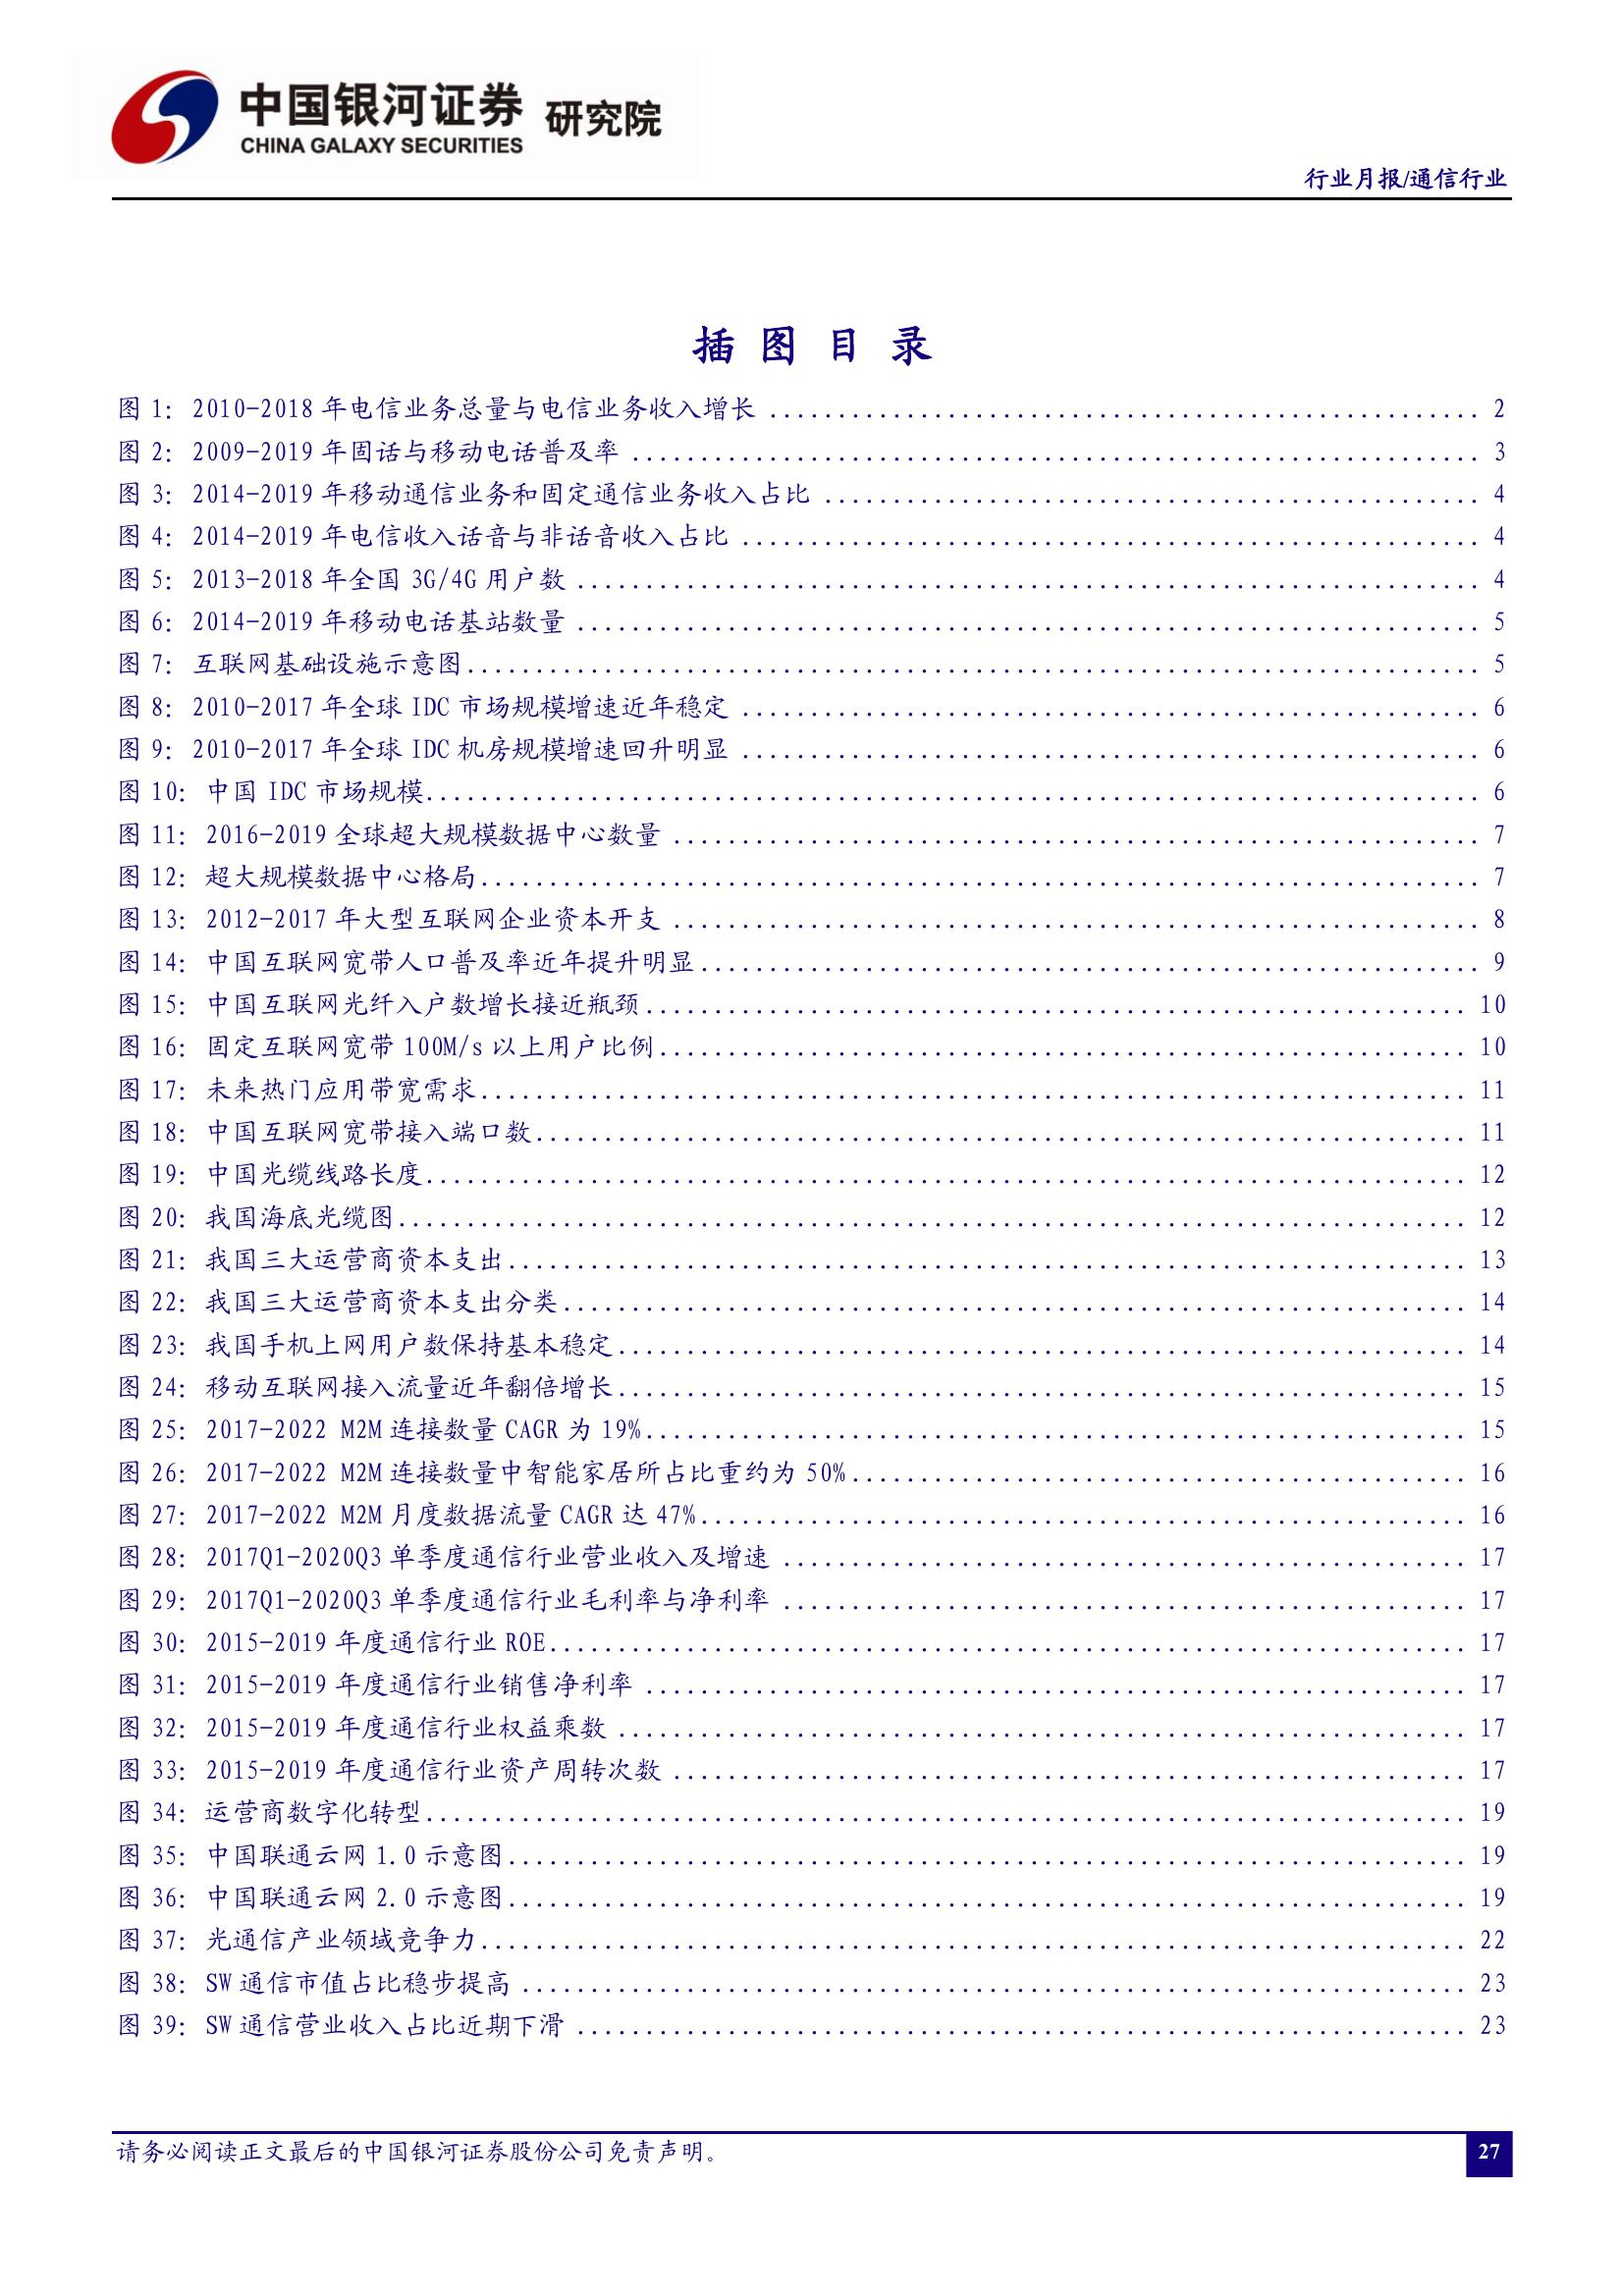 中国银河证券 研究院
CHINA GALAXY SECURITIES
行业月报/通信行业
插 图 目 录
图 1: 2010-2018 年电信业务总量与电信业务收入增长 ........................................ 2
图 2: 2009-2019 年固话与移动电话普及率 ........................................ 3
图 3: 2014-2019 年移动通信业务和固定通信业务收入占比 ........................................ 4
图 4: 2014-2019 年电信收入话音与非话音收入占比 ........................................ 4
图 5: 2013-2018 年全国 3G/4G 用户数 ........................................ 4
图 6: 2014-2019 年移动电话基站数量 ........................................ 5
图 7: 互联网基础设施示意图........................................ 5
图 8: 2010-2017 年全球 IDC 市场规模增速近年稳定 ........................................ 6
图 9: 2010-2017 年全球 IDC 机房规模增速回升明显 ........................................ 6
图 10: 中国 IDC 市场规模........................................ 6
图 11: 2016-2019 全球超大规模数据中心数量 ........................................ 7
图 12: 超大规模数据中心格局........................................ 7
图 13: 2012-2017 年大型互联网企业资本开支 ........................................ 8
图 14: 中国互联网宽带人口普及率近年提升明显........................................ 9
图 15: 中国互联网光纤入户数增长接近瓶颈........................................ 10
图 16: 固定互联网宽带 100M/s 以上用户比例........................................ 10
图 17: 未来热门应用带宽需求........................................ 11
图 18: 中国互联网宽带接入端口数........................................ 11
图 19: 中国光缆线路长度........................................ 12
图 20: 我国海底光缆图........................................ 12
图 21: 我国三大运营商资本支出........................................ 13
图 22: 我国三大运营商资本支出分类........................................ 14
图 23: 我国手机上网用户数保持基本稳定........................................ 14
图 24: 移动互联网接入流量近年翻倍增长........................................ 15
图 25: 2017-2022 M2M 连接数量 CAGR 为 19%........................................ 15
图 26: 2017-2022 M2M 连接数量中智能家居所占比重约为 50%........................................ 16
图 27: 2017-2022 M2M 月度数据流量 CAGR 达 47%........................................ 16
图 28: 2017Q1-2020Q3 单季度通信行业营业收入及增速 ........................................ 17
图 29: 2017Q1-2020Q3 单季度通信行业毛利率与净利率 ........................................ 17
图 30: 2015-2019 年度通信行业 ROE........................................ 17
图 31: 2015-2019 年度通信行业销售净利率 ........................................ 17
图 32: 2015-2019 年度通信行业权益乘数 ........................................ 17
图 33: 2015-2019 年度通信行业资产周转次数 ........................................ 17
图 34: 运营商数字化转型........................................ 19
图 35: 中国联通云网 1.0 示意图........................................ 19
图 36: 中国联通云网 2.0 示意图........................................ 19
图 37: 光通信产业领域竞争力........................................ 22
图 38: SW 通信市值占比稳步提高 ........................................ 23
图 39: SW 通信营业收入占比近期下滑 ........................................ 23
请务必阅读正文最后的中国银河证券股份公司免责声明。
27